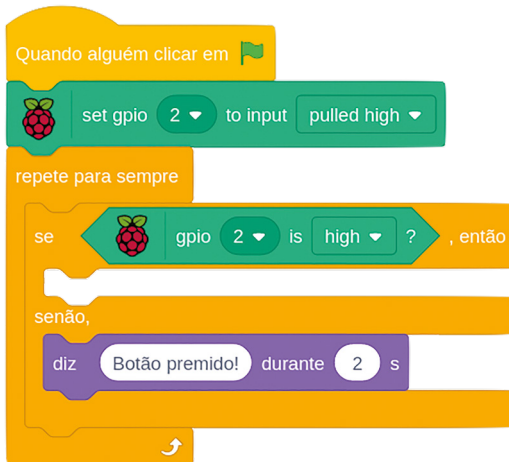 Quando alguém clicar em
set gpio 2 to input pulled high
repete para sempre
se gpio 2 is high ? , então
senão,
diz Botão premido! durante 2 s